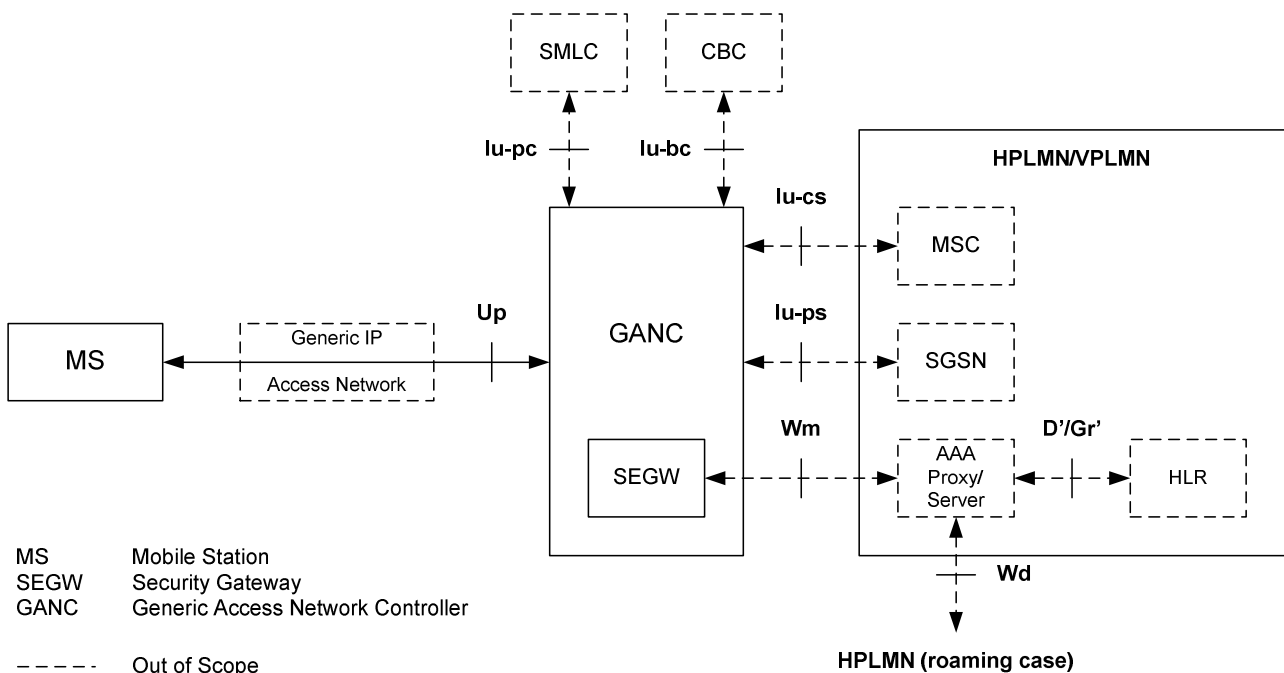 SMLC
CBC
Iu-pc
Iu-bc
HPLMN/VPLMN
Iu-cs
MSC
Up
GANC
Iu-ps
MS
Generic IP
Access Network
SGSN
Wm
D'/Gr'
SEGW
AAA
Proxy/
Server
HLR
MS Mobile Station
SEGW Security Gateway
GANC Generic Access Network Controller
Wd
Out of Scope
HPLMN (roaming case)